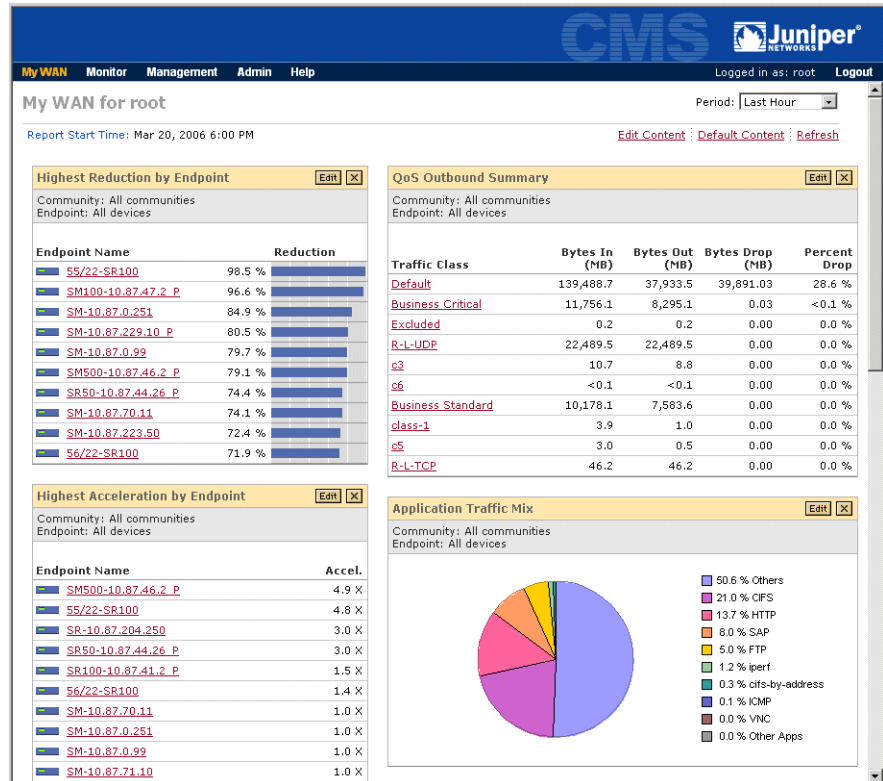 CMS
Juniper®
NETWORKS
My WAN Monitor Management Admin Help Logged in as: root Logout
My WAN for root
Period: Last Hour
Report Start Time: Mar 20, 2006 6:00 PM
Edit Content Default Content Refresh
Highest Reduction by Endpoint Edit X
Community: All communities
Endpoint: All devices
Endpoint Name Reduction
55/22-SR100 98.5 %
SM100-10.87.47.2_P 96.6 %
SM-10.87.0.251 84.9 %
SM-10.87.229.10_P 80.5 %
SM-10.87.0.99 79.7 %
SM500-10.87.46.2_P 79.1 %
SR50-10.87.44.26_P 74.4 %
SM-10.87.70.11 74.1 %
SM-10.87.223.50 72.4 %
56/22-SR100 71.9 %
Highest Acceleration by Endpoint Edit X
Community: All communities
Endpoint: All devices
Endpoint Name Accel.
SM500-10.87.46.2_P 4.9 X
55/22-SR100 4.8 X
SR-10.87.204.250 3.0 X
SR50-10.87.44.26_P 3.0 X
SR100-10.87.41.2_P 1.5 X
56/22-SR100 1.4 X
SM-10.87.70.11 1.0 X
SM-10.87.0.251 1.0 X
SM-10.87.0.99 1.0 X
SM-10.87.71.10 1.0 X
QoS Outbound Summary Edit X
Community: All communities
Endpoint: All devices
Bytes In Bytes Out Bytes Drop Percent
Traffic Class (MB) (MB) (MB) Drop
Default 139,488.7 37,933.5 39,891.03 28.6 %
Business Critical 11,756.1 8,295.1 0.03 <0.1 %
Excluded 0.2 0.2 0.00 0.0 %
R-L-UDP 22,489.5 22,489.5 0.00 0.0 %
c3 10.7 8.8 0.00 0.0 %
c6 <0.1 <0.1 0.00 0.0 %
Business Standard 10,178.1 7,583.6 0.00 0.0 %
class-1 3.9 1.0 0.00 0.0 %
c5 3.0 0.5 0.00 0.0 %
R-L-TCP 46.2 46.2 0.00 0.0 %
Application Traffic Mix Edit X
Community: All communities
Endpoint: All devices
50.6 % Others
21.0 % CIFS
13.7 % HTTP
8.0 % SAP
5.0 % FTP
1.2 % iperf
0.3 % cifs-by-address
0.1 % ICMP
0.0 % VNC
0.0 % Other Apps